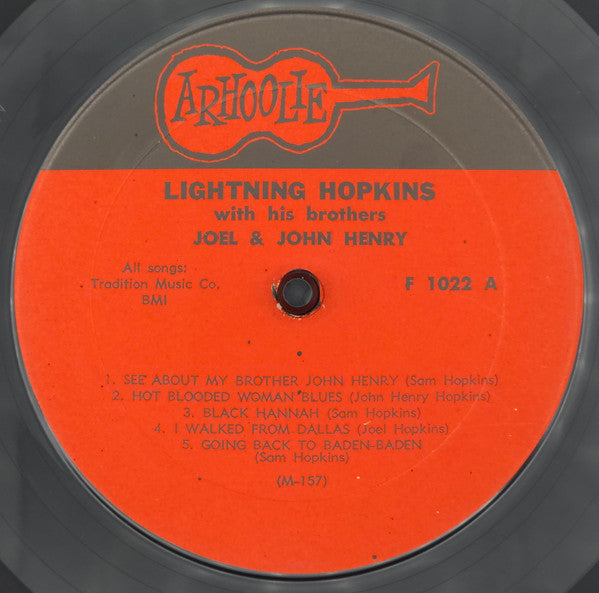 ARHOOLIE
LIGHTNING HOPKINS
with his brothers
JOEL & JOHN HENRY
All songs:
Tradition Music Co.
BMI
F 1022 A
1. SEE ABOUT MY BROTHER JOHN HENRY (Sam Hopkins)
2. HOT BLOODED WOMAN BLUES (John Henry Hopkins)
3. BLACK HANNAH (Sam Hopkins)
4. I WALKED FROM DALLAS (Joel Hopkins)
5. GOING BACK TO BADEN-BADEN
(Sam Hopkins)
(M-157)